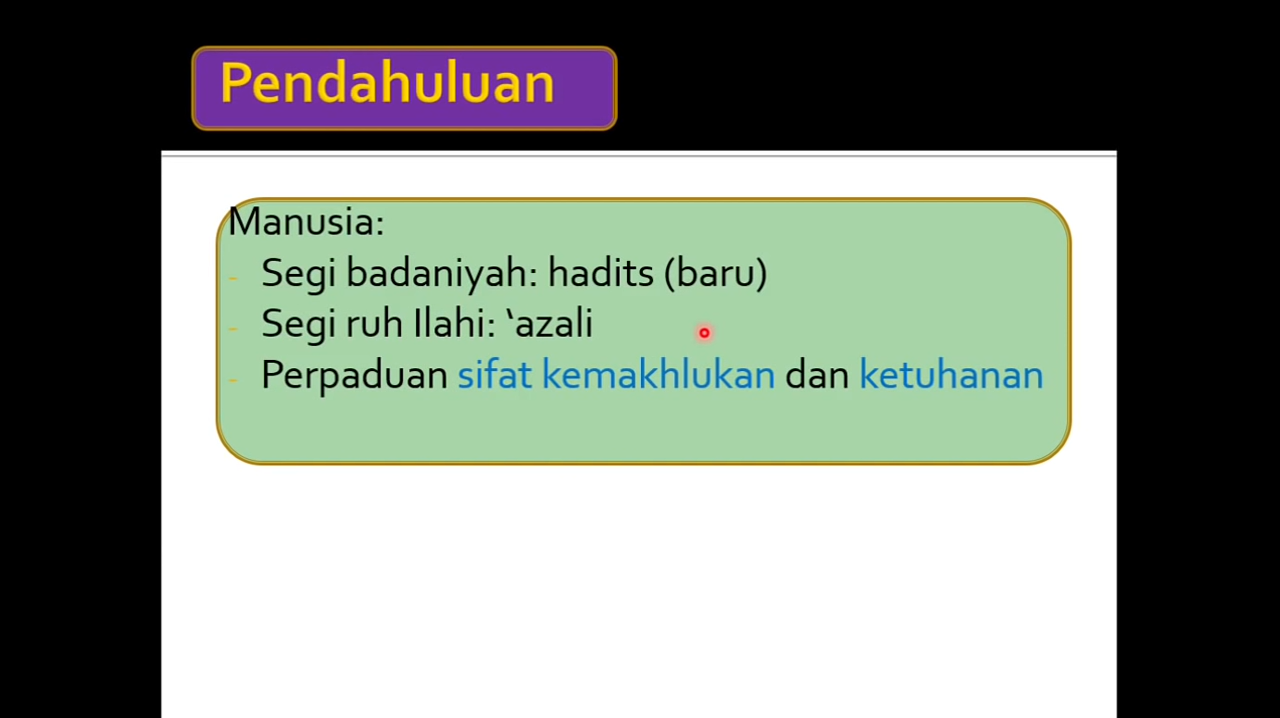 Pendahuluan
Manusia:
- Segi badaniyah: hadits (baru)
- Segi ruh Ilahi: ‘azali
- Perpaduan sifat kemakhlukan dan ketuhanan